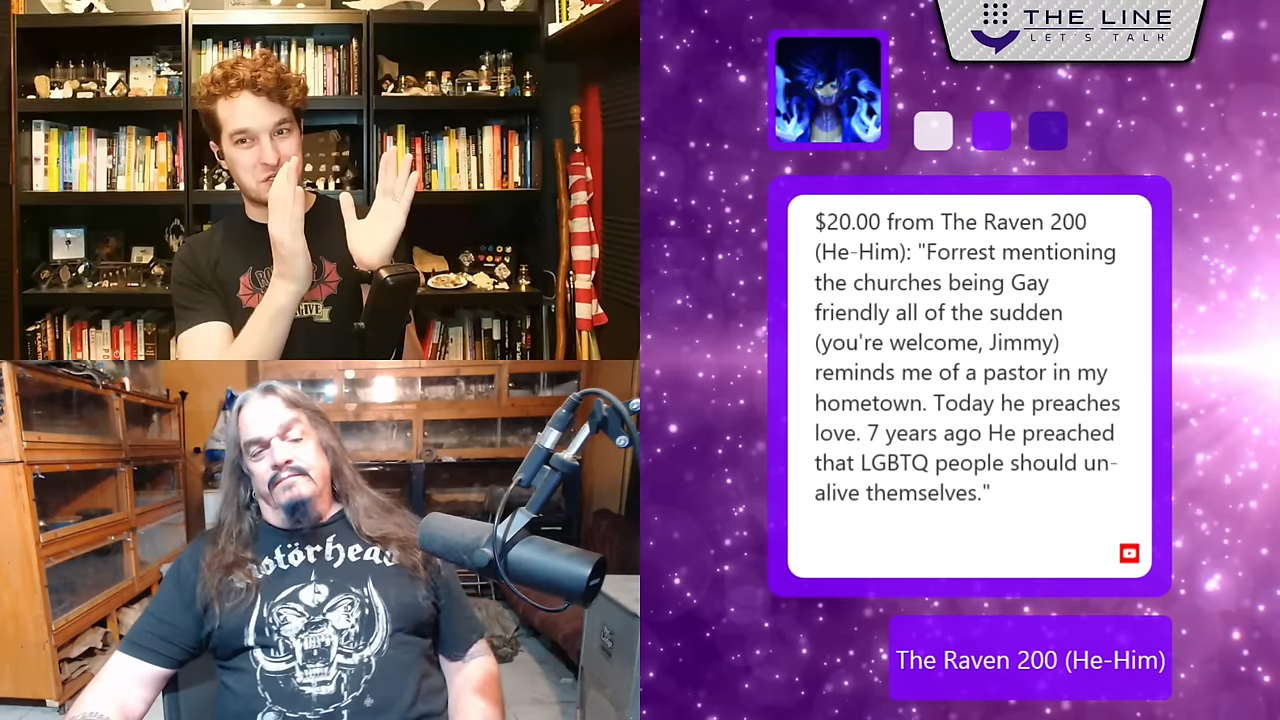 THE LINE
LET'S TALK
$20.00 from The Raven 200
(He-Him): "Forrest mentioning
the churches being Gay
friendly all of the sudden
(you're welcome, Jimmy)
reminds me of a pastor in my
hometown. Today he preaches
love. 7 years ago He preached
that LGBTQ people should un-
alive themselves."
The Raven 200 (He-Him)
Motörhead